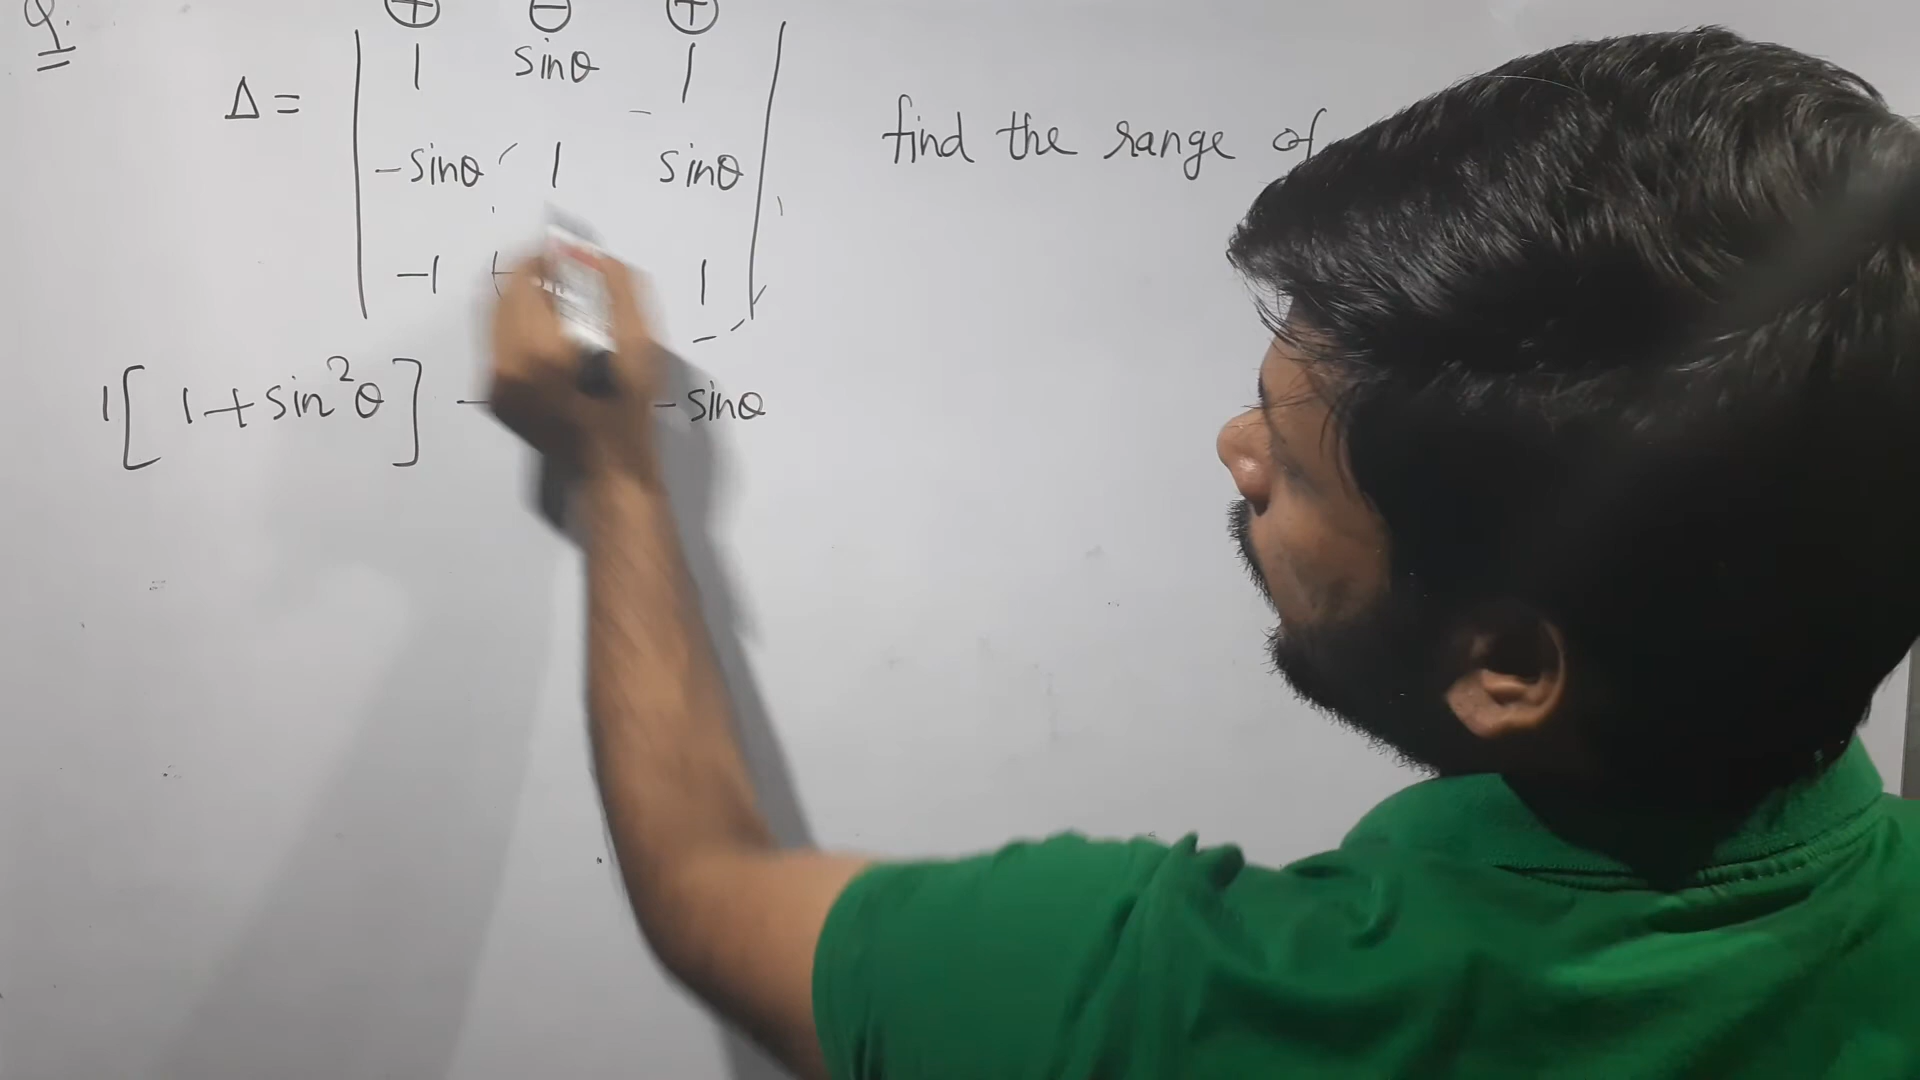 Q.
⊕ ⊖ ⊕
1 sinθ 1
Δ =
-sinθ 1 sinθ
find the range of
-1 1
1[1+sin²θ] - -sinθ